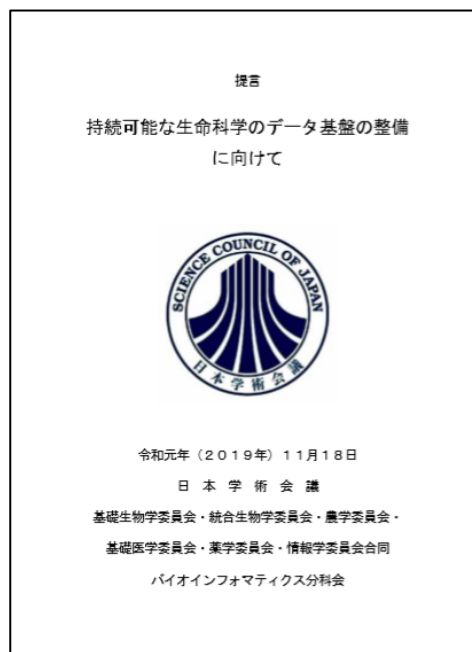 提言
持続可能な生命科学のデータ基盤の整備
に向けて
SCIENCE COUNCIL OF JAPAN
日本学術会議
令和元年（２０１９年）１１月１８日
日 本 学 術 会 議
基礎生物学委員会・統合生物学委員会・農学委員会・
基礎医学委員会・薬学委員会・情報学委員会合同
バイオインフォマティクス分科会